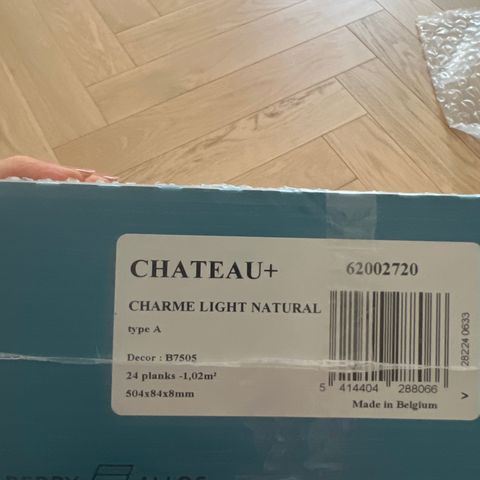 CHATEAU+ 62002720
CHARME LIGHT NATURAL
type A
Decor : B7505
24 planks -1,02m²
504x84x8mm
5 414404 288066
Made in Belgium
V 28224 0633